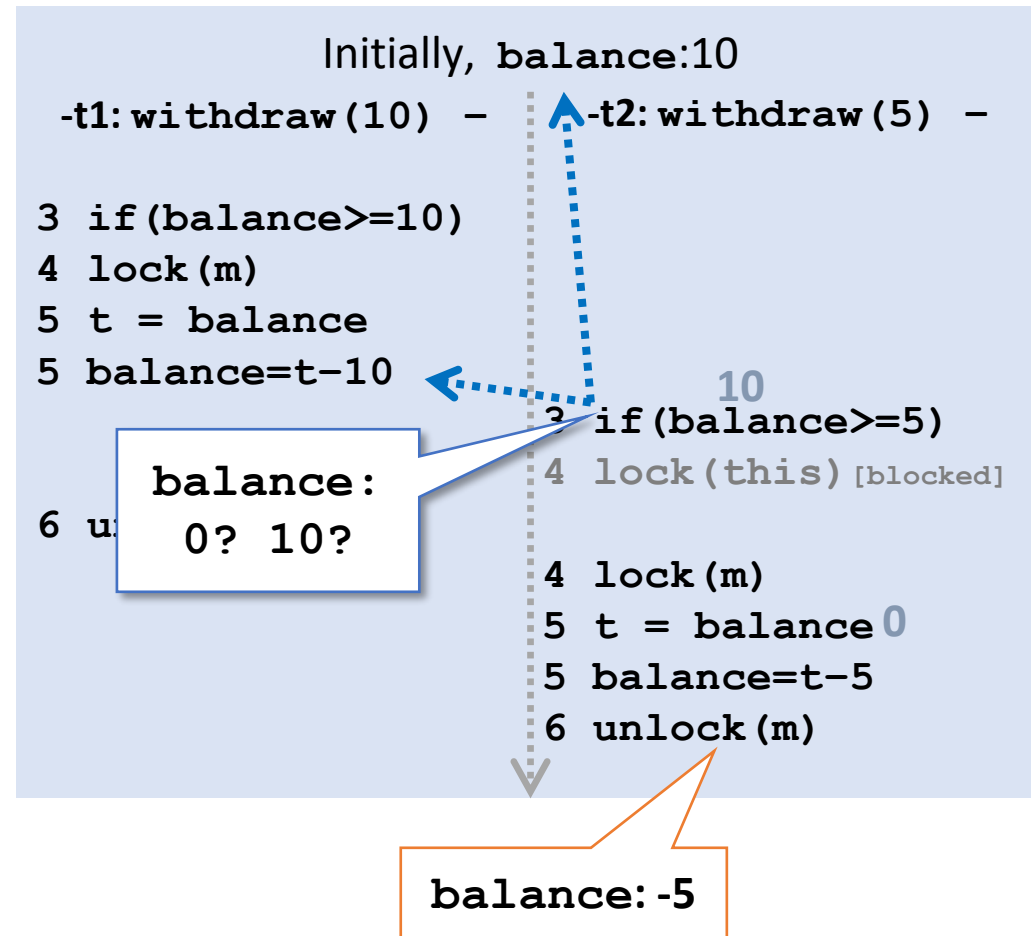 Initially, balance:10
-t1: withdraw(10) –
3 if(balance>=10)
4 lock(m)
5 t = balance
5 balance=t-10
6
balance:
0? 10?
-t2: withdraw(5) –
10
3 if(balance>=5)
4 lock(this)[blocked]
4 lock(m)
5 t = balance 0
5 balance=t-5
6 unlock(m)
balance: -5